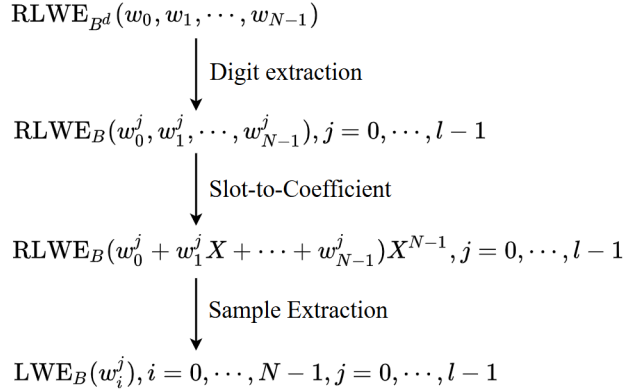 RLWE_{B^d}(w_0, w_1, ⋯, w_{N−1})
Digit extraction
RLWE_B(w_0^j, w_1^j, ⋯, w_{N−1}^j), j = 0, ⋯, l − 1
Slot-to-Coefficient
RLWE_B(w_0^j + w_1^j X + ⋯ + w_{N−1}^j)X^{N−1}, j = 0, ⋯, l − 1
Sample Extraction
LWE_B(w_i^j), i = 0, ⋯, N − 1, j = 0, ⋯, l − 1